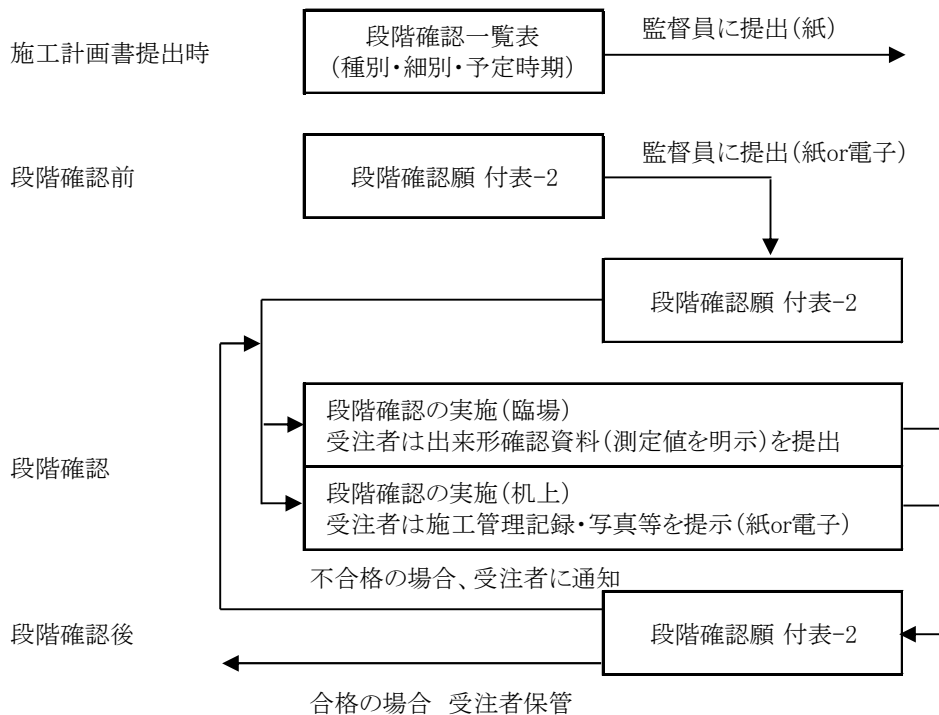 施工計画書提出時
段階確認一覧表
(種別・細別・予定時期)
監督員に提出(紙)
段階確認前
段階確認願 付表-2
監督員に提出(紙or電子)
段階確認願 付表-2
段階確認
段階確認の実施(臨場)
受注者は出来形確認資料(測定値を明示)を提出
段階確認の実施(机上)
受注者は施工管理記録・写真等を提示(紙or電子)
不合格の場合、受注者に通知
段階確認後
段階確認願 付表-2
合格の場合 受注者保管